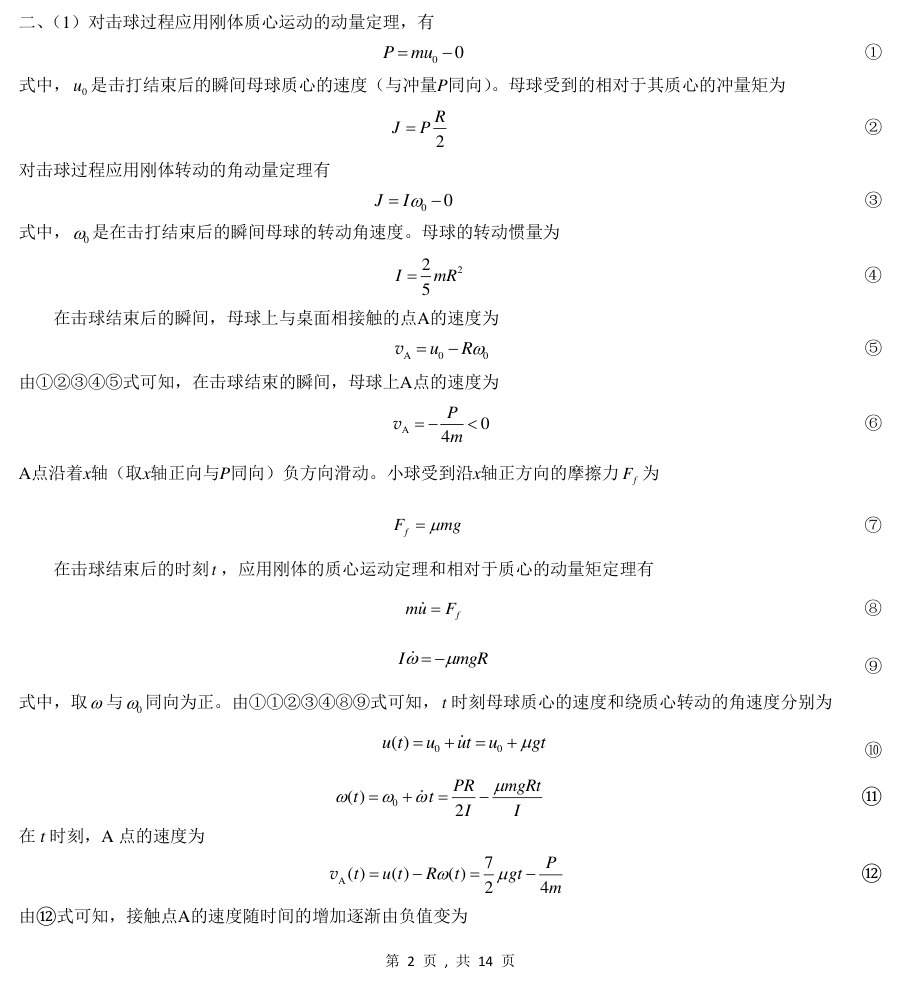 二、（1）对击球过程应用刚体质心运动的动量定理，有
P = mu₀ − 0 ①
式中， u₀ 是击打结束后的瞬间母球质心的速度（与冲量P同向）。母球受到的相对于其质心的冲量矩为
J = P R/2 ②
对击球过程应用刚体转动的角动量定理有
J = Iω₀ − 0 ③
式中， ω₀ 是在击打结束后的瞬间母球的转动角速度。母球的转动惯量为
I = 2/5 mR² ④
在击球结束后的瞬间，母球上与桌面相接触的点A的速度为
v_A = u₀ − Rω₀ ⑤
由①②③④⑤式可知，在击球结束的瞬间，母球上A点的速度为
v_A = − P/4m < 0 ⑥
A点沿着x轴（取x轴正向与P同向）负方向滑动。小球受到沿x轴正方向的摩擦力 F_f 为
F_f = μmg ⑦
在击球结束后的时刻 t ，应用刚体的质心运动定理和相对于质心的动量矩定理有
mu̇ = F_f ⑧
Iω̇ = −μmgR ⑨
式中，取 ω 与 ω₀ 同向为正。由①①②③④⑧⑨式可知， t 时刻母球质心的速度和绕质心转动的角速度分别为
u(t) = u₀ + u̇t = u₀ + μgt ⑩
ω(t) = ω₀ + ω̇t = PR/2I − μmgRt/I ⑪
在 t 时刻，A 点的速度为
v_A(t) = u(t) − Rω(t) = 7/2 μgt − P/4m ⑫
由⑫式可知，接触点A的速度随时间的增加逐渐由负值变为
第 2 页 , 共 14 页